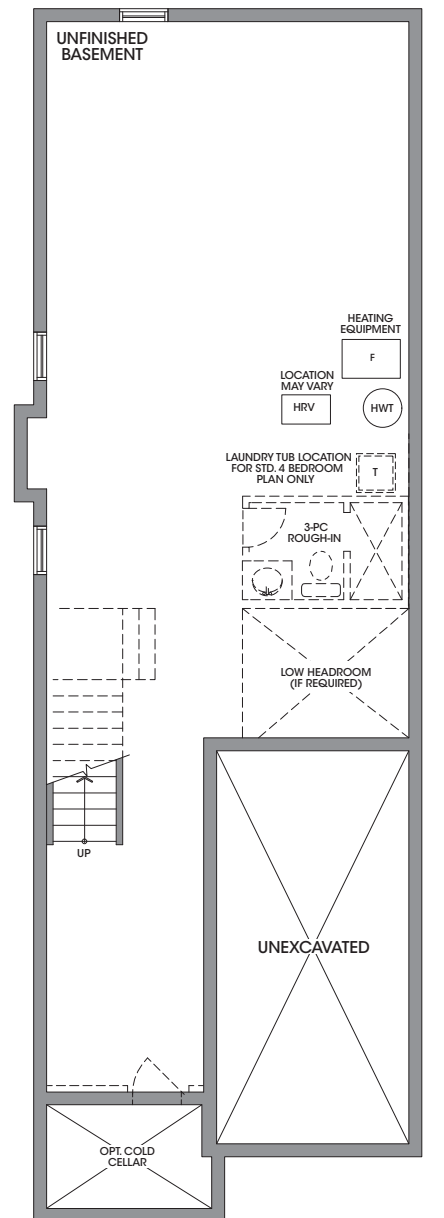 UNFINISHED
BASEMENT
HEATING
EQUIPMENT
F
LOCATION
MAY VARY
HRV
HWT
LAUNDRY TUB LOCATION
FOR STD. 4 BEDROOM
PLAN ONLY
T
3-PC
ROUGH-IN
LOW HEADROOM
(IF REQUIRED)
UP
UNEXCAVATED
OPT. COLD
CELLAR